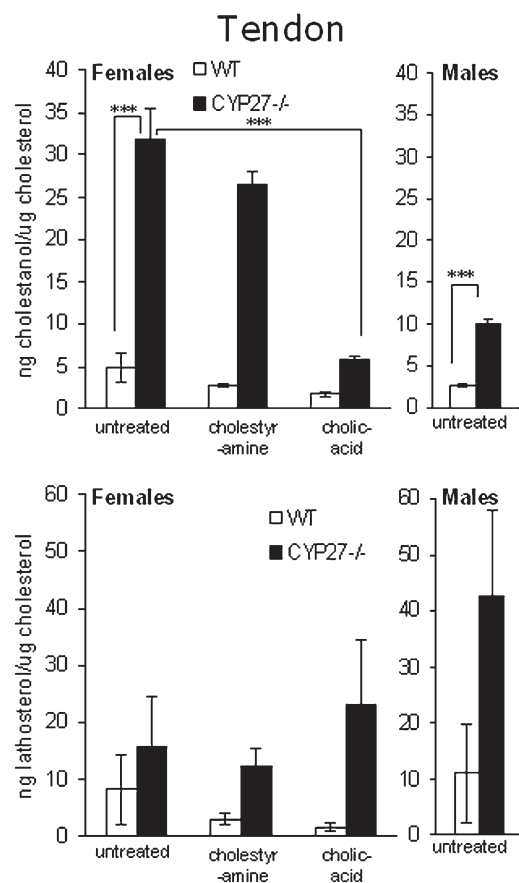 Tendon
Females
WT
CYP27-/-
Males
ng cholestanol/ug cholesterol
40
35
30
25
20
15
10
5
0
***
***
untreated
cholestyr
-amine
cholic-
acid
40
35
30
25
20
15
10
5
0
***
untreated
Females
WT
CYP27-/-
Males
ng lathosterol/ug cholesterol
60
50
40
30
20
10
0
untreated
cholestyr
-amine
cholic-
acid
60
50
40
30
20
10
0
untreated